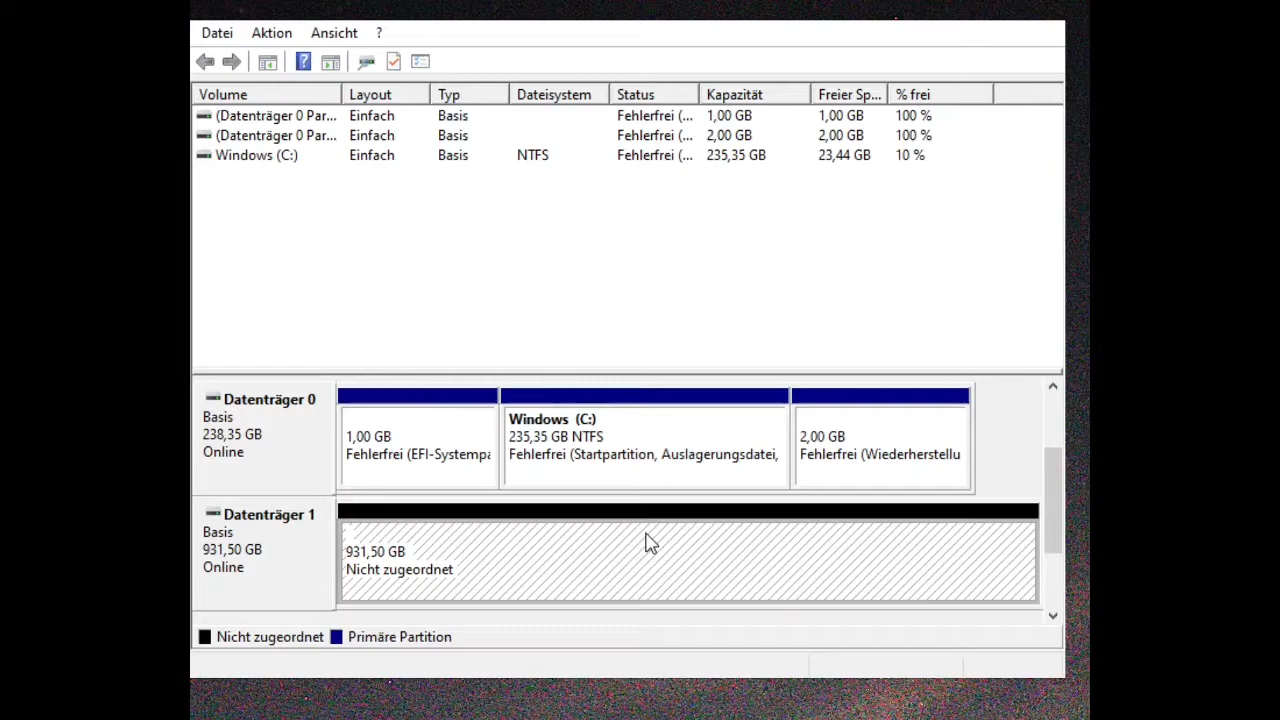 Datei Aktion Ansicht ?
Volume Layout Typ Dateisystem Status Kapazität Freier Sp... % frei
(Datenträger 0 Par... Einfach Basis Fehlerfrei (... 1,00 GB 1,00 GB 100 %
(Datenträger 0 Par... Einfach Basis Fehlerfrei (... 2,00 GB 2,00 GB 100 %
Windows (C:) Einfach Basis NTFS Fehlerfrei (... 235,35 GB 23,44 GB 10 %
Datenträger 0
Basis
238,35 GB
Online
1,00 GB
Fehlerfrei (EFI-Systempa
Windows (C:)
235,35 GB NTFS
Fehlerfrei (Startpartition, Auslagerungsdatei,
2,00 GB
Fehlerfrei (Wiederherstellu
Datenträger 1
Basis
931,50 GB
Online
931,50 GB
Nicht zugeordnet
Nicht zugeordnet Primäre Partition